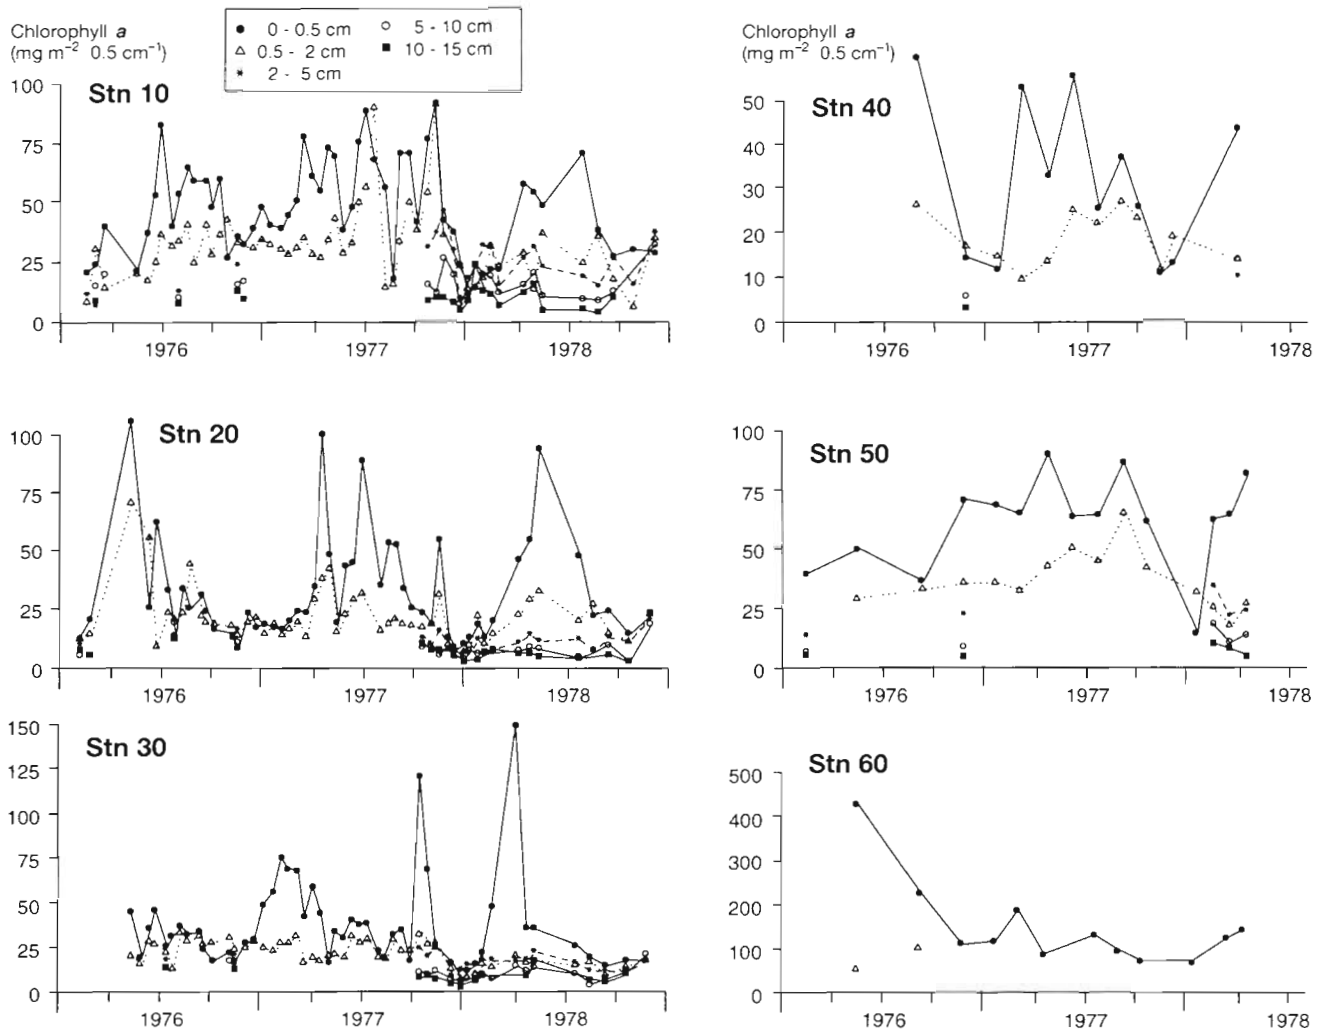 Chlorophyll a
(mg m⁻² 0.5 cm⁻¹)
0 - 0.5 cm
0.5 - 2 cm
2 - 5 cm
5 - 10 cm
10 - 15 cm
Stn 10
100
75
50
25
0
1976 1977 1978
Stn 20
100
75
50
25
0
1976 1977 1978
Stn 30
150
125
100
75
50
25
0
1976 1977 1978
Chlorophyll a
(mg m⁻² 0.5 cm⁻¹)
Stn 40
50
40
30
20
10
0
1976 1977 1978
Stn 50
100
75
50
25
0
1976 1977 1978
Stn 60
500
400
300
200
100
0
1976 1977 1978